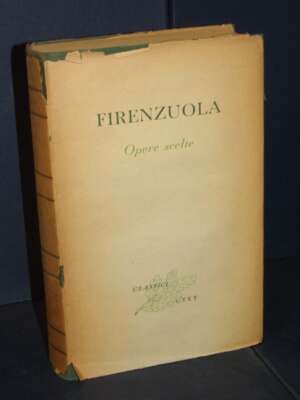 FIRENZUOLA
Opere scelte
CLASSICI
UTET